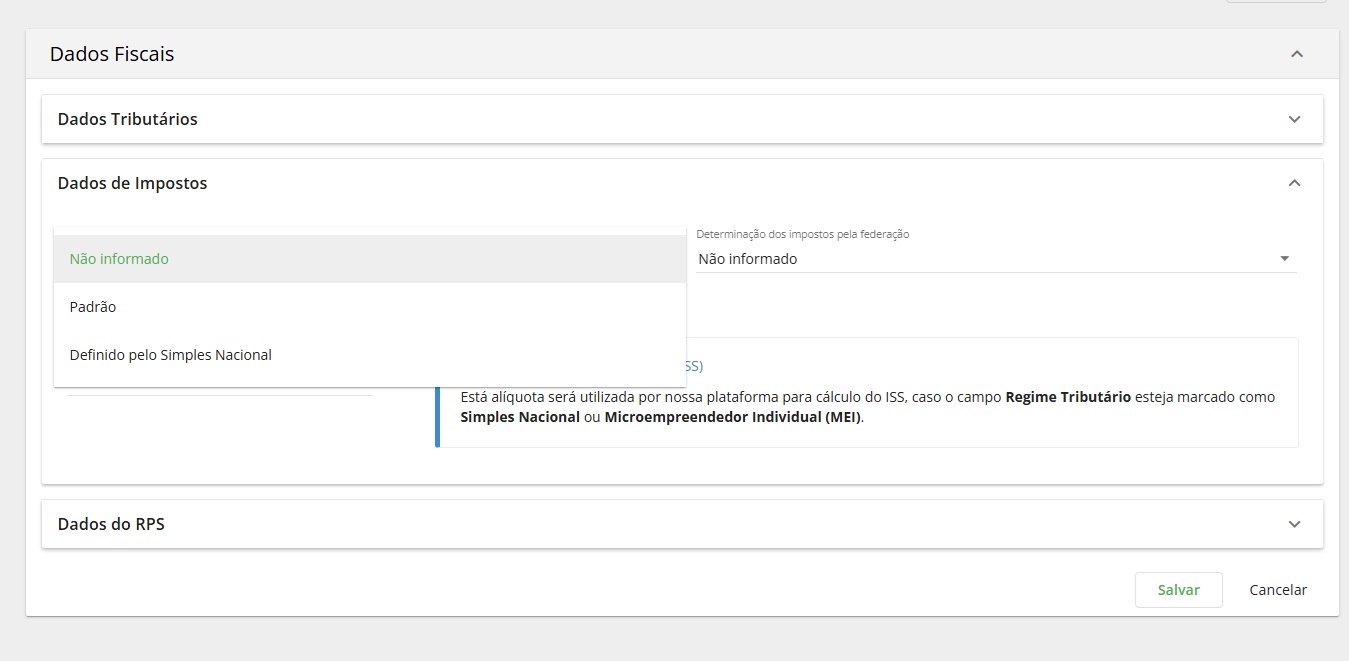 Dados Fiscais
Dados Tributários
Dados de Impostos
Determinação dos impostos pela federação
Não informado
Não informado
Padrão
Definido pelo Simples Nacional
SS)
Está alíquota será utilizada por nossa plataforma para cálculo do ISS, caso o campo Regime Tributário esteja marcado como
Simples Nacional ou Microempreendedor Individual (MEI).
Dados do RPS
Salvar
Cancelar